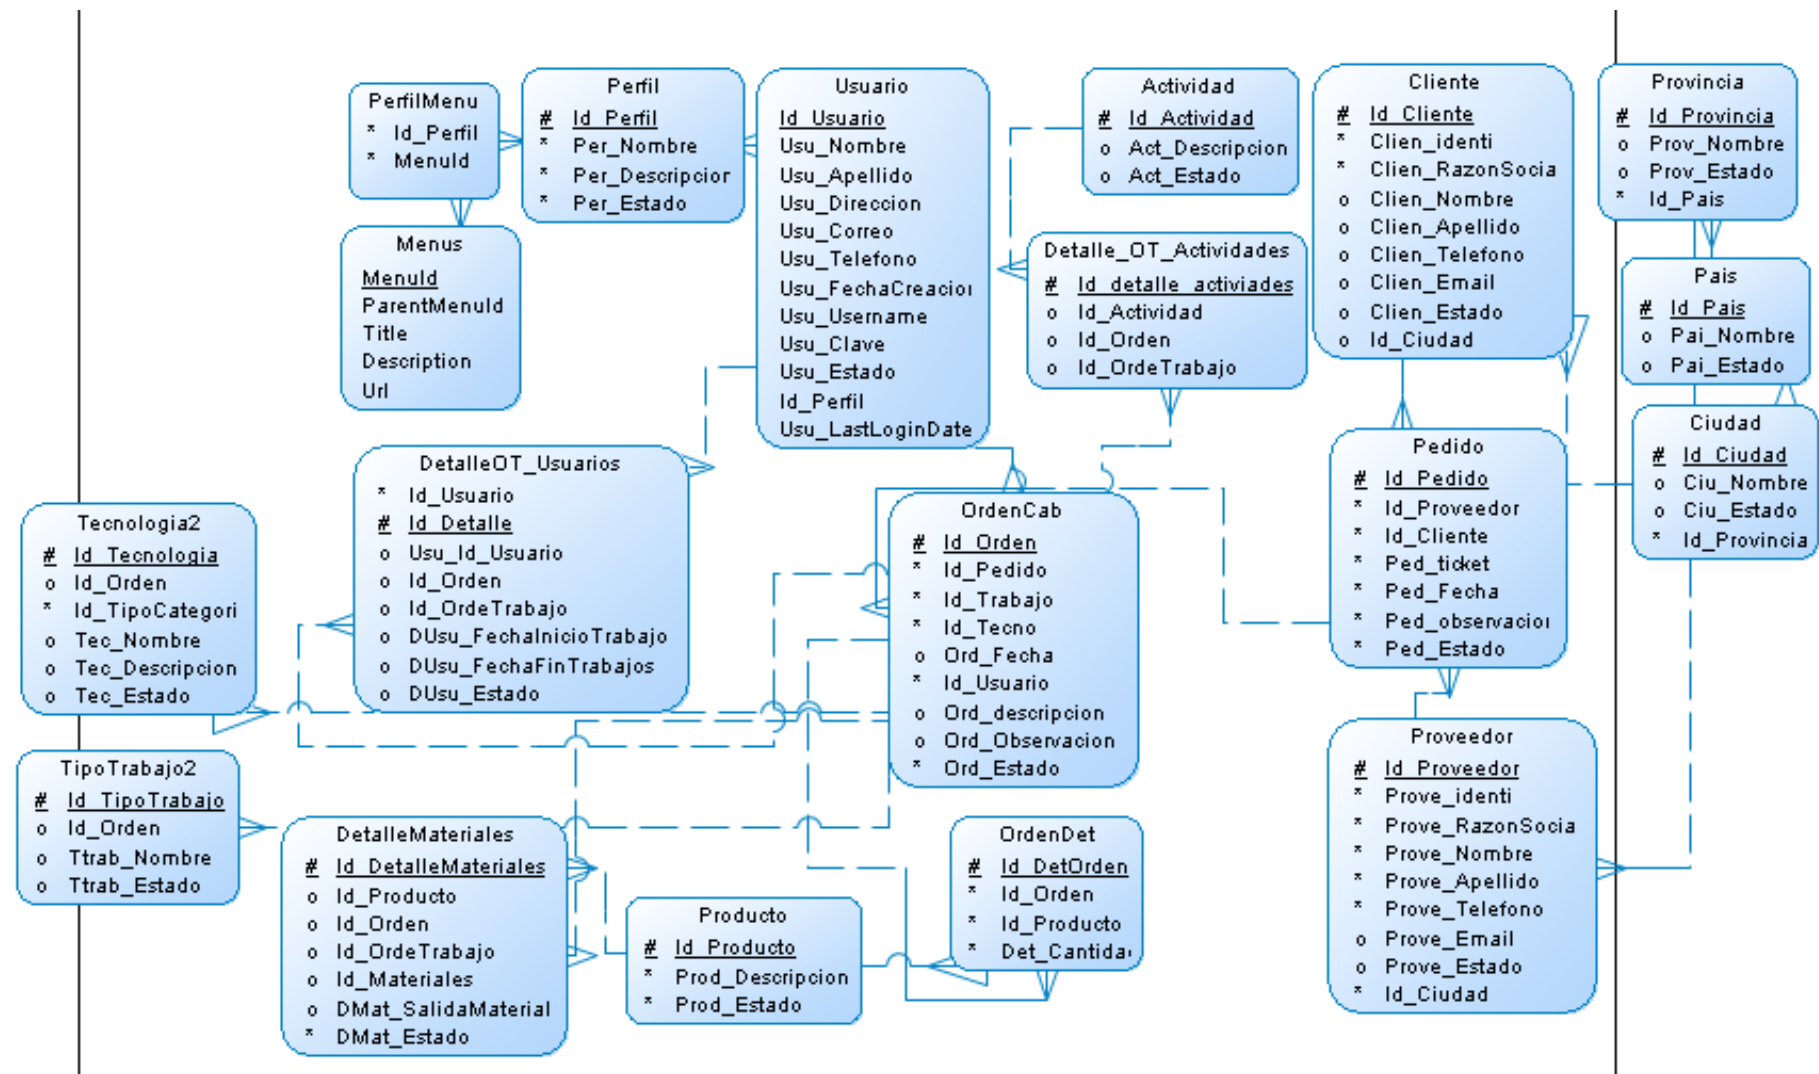 PerfilMenu
* Id_Perfil
* MenuId
Perfil
# Id_Perfil
* Per_Nombre
* Per_Descripcior
* Per_Estado
Usuario
Id_Usuario
Usu_Nombre
Usu_Apellido
Usu_Direccion
Usu_Correo
Usu_Telefono
Usu_FechaCreacioı
Usu_Username
Usu_Clave
Usu_Estado
Id_Perfil
Usu_LastLoginDate
Actividad
# Id_Actividad
o Act_Descripcion
o Act_Estado
Cliente
# Id_Cliente
* Clien_identi
* Clien_RazonSocia
o Clien_Nombre
o Clien_Apellido
o Clien_Telefono
o Clien_Email
o Clien_Estado
o Id_Ciudad
Provincia
# Id_Provincia
o Prov_Nombre
o Prov_Estado
* Id_Pais
Menus
MenuId
ParentMenuId
Title
Description
Url
Detalle_OT_Actividades
# Id_detalle_activiades
o Id_Actividad
o Id_Orden
o Id_OrdeTrabajo
Pais
# Id_Pais
o Pai_Nombre
o Pai_Estado
Ciudad
# Id_Ciudad
o Ciu_Nombre
o Ciu_Estado
* Id_Provincia
DetalleOT_Usuarios
* Id_Usuario
# Id_Detalle
o Usu_Id_Usuario
o Id_Orden
o Id_OrdeTrabajo
o DUsu_FechaInicioTrabajo
o DUsu_FechaFinTrabajos
o DUsu_Estado
Pedido
# Id_Pedido
* Id_Proveedor
* Id_Cliente
* Ped_ticket
* Ped_Fecha
* Ped_observacioı
* Ped_Estado
Tecnologia2
# Id_Tecnologia
o Id_Orden
* Id_TipoCategori
o Tec_Nombre
o Tec_Descripcion
o Tec_Estado
OrdenCab
# Id_Orden
* Id_Pedido
* Id_Trabajo
* Id_Tecno
o Ord_Fecha
* Id_Usuario
o Ord_descripcion
o Ord_Observacion
* Ord_Estado
TipoTrabajo2
# Id_TipoTrabajo
o Id_Orden
o Ttrab_Nombre
o Ttrab_Estado
Proveedor
# Id_Proveedor
* Prove_identi
* Prove_RazonSocia
* Prove_Nombre
* Prove_Apellido
* Prove_Telefono
o Prove_Email
o Prove_Estado
* Id_Ciudad
DetalleMateriales
# Id_DetalleMateriales
o Id_Producto
o Id_Orden
o Id_OrdeTrabajo
o Id_Materiales
o DMat_SalidaMaterial
* DMat_Estado
Producto
# Id_Producto
* Prod_Descripcion
* Prod_Estado
OrdenDet
# Id_DetOrden
* Id_Orden
* Id_Producto
* Det_Cantidaı